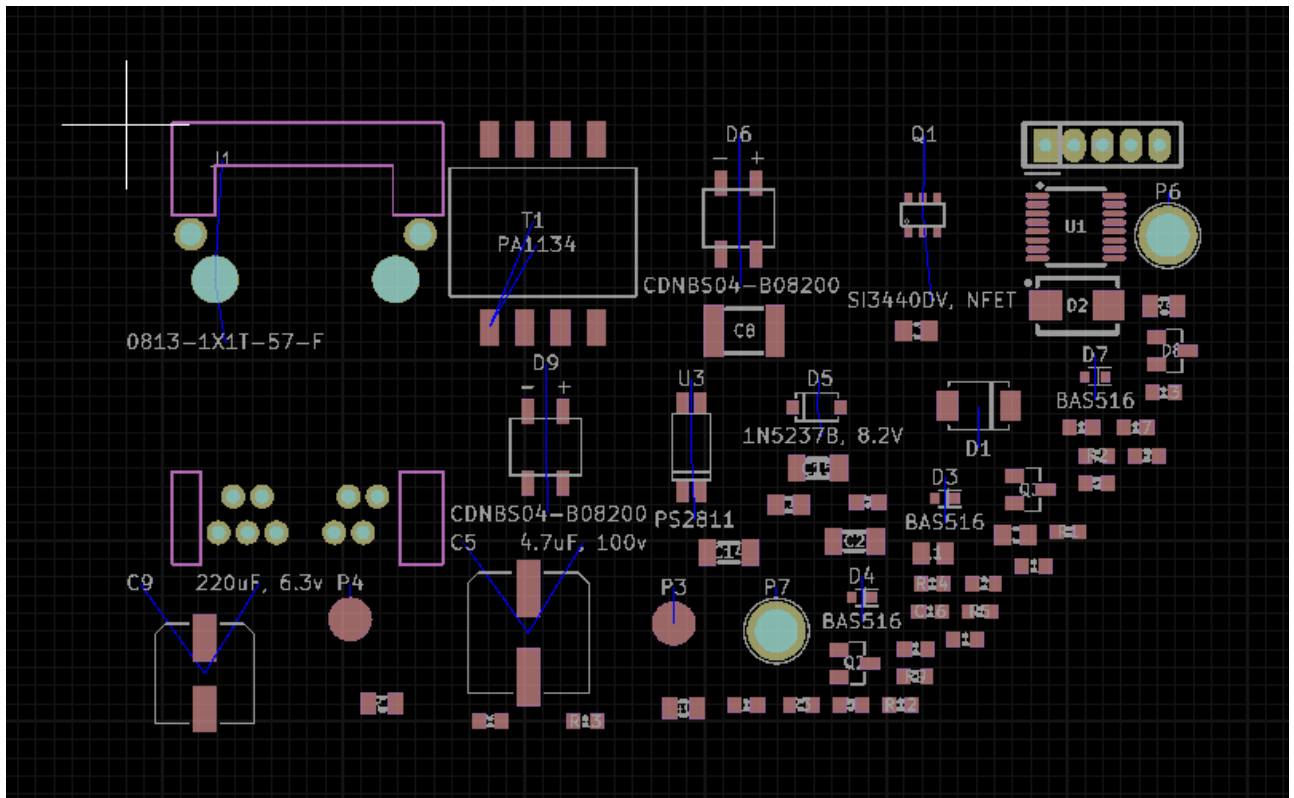 D6
Q1
J1
- +
P6
T1
PA1134
U1
CDNBS04-B08200
SI3440DV, NFET
D2
C8
0813-1X1T-57-F
D9
D7
U3
D5
- +
BAS516
1N5237B, 8.2V
D1
R2
D3
CDNBS04-B08200
PS2811
BAS516
C5 4.7uF, 100v
C2
C14
C9 220uF, 6.3v
P4
P3
P7
D4
C16
BAS516
R13
R12